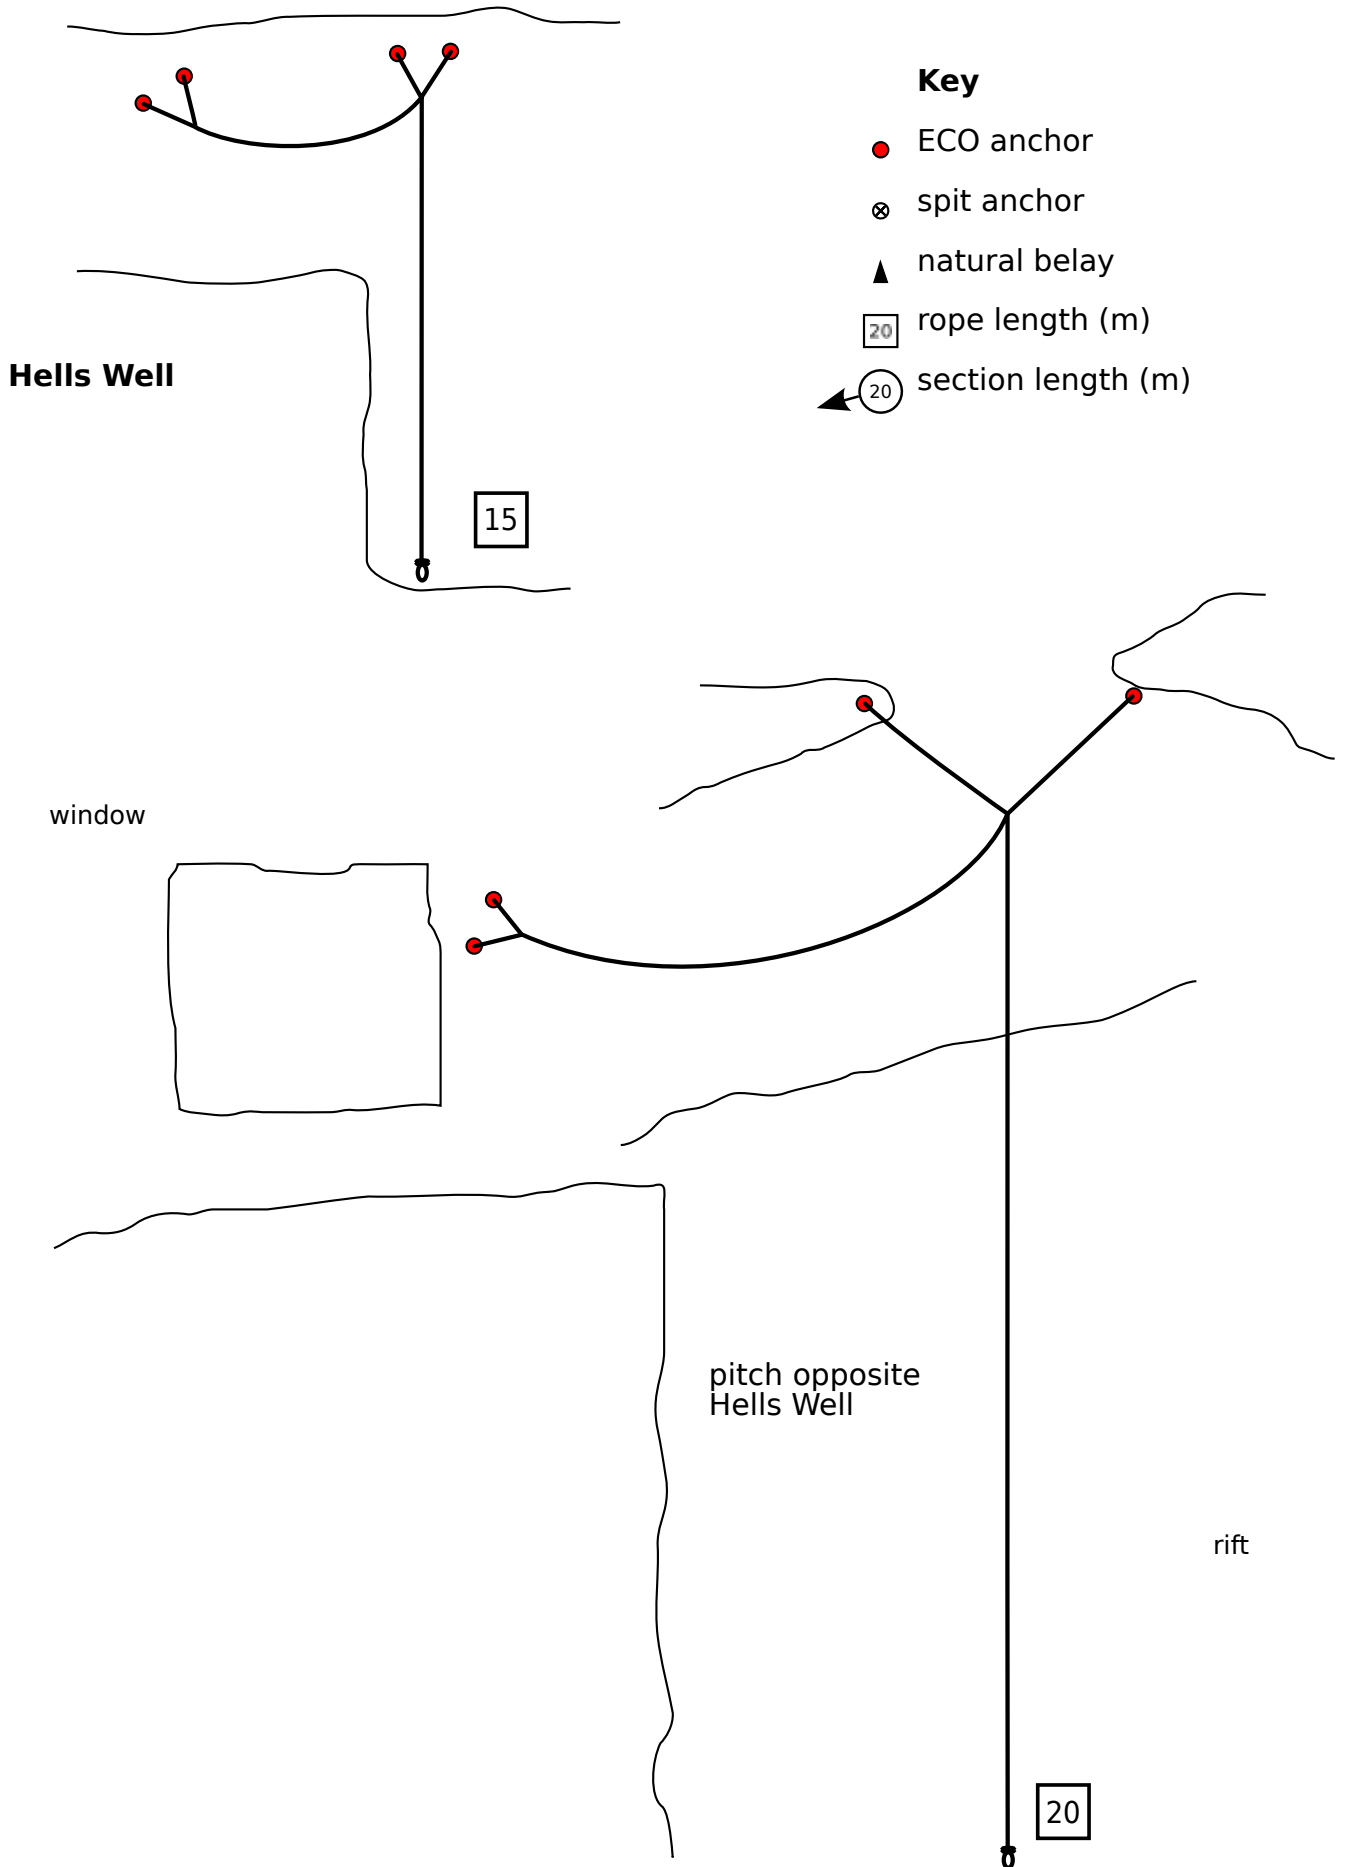 Key
ECO anchor
spit anchor
natural belay
20 rope length (m)
20 section length (m)
Hells Well
15
window
pitch opposite
Hells Well
rift
20